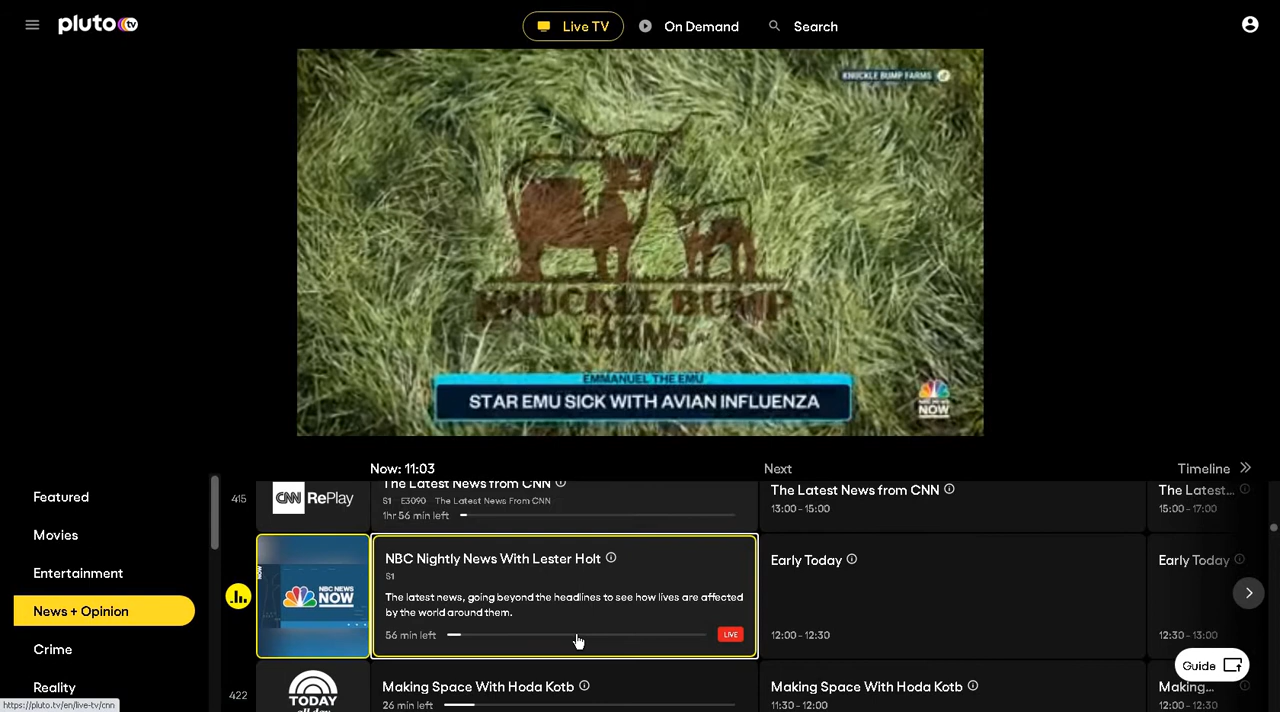 pluto tv
Live TV
On Demand
Search
KNUCKLE BUMP FARMS
KNUCKLE BUMP
FARMS
EMMANUEL THE EMU
STAR EMU SICK WITH AVIAN INFLUENZA
NBC NEWS
NOW
Now: 11:03
Next
Timeline
Featured
Movies
Entertainment
News + Opinion
Crime
Reality
415
CNN RePlay
The Latest News from CNN
S1 E3090 The Latest News From CNN
1hr 56 min left
The Latest News from CNN
13:00 - 15:00
The Latest...
15:00 - 17:00
NOW
NBC NEWS
NOW
NBC Nightly News With Lester Holt
S1
The latest news, going beyond the headlines to see how lives are affected
by the world around them.
56 min left
LIVE
Early Today
12:00 - 12:30
Early Today
12:30 - 13:00
Guide
422
TODAY
all day
Making Space With Hoda Kotb
26 min left
Making Space With Hoda Kotb
11:30 - 12:00
Making...
12:00 - 12:30
https://pluto.tv/en/live-tv/cnn